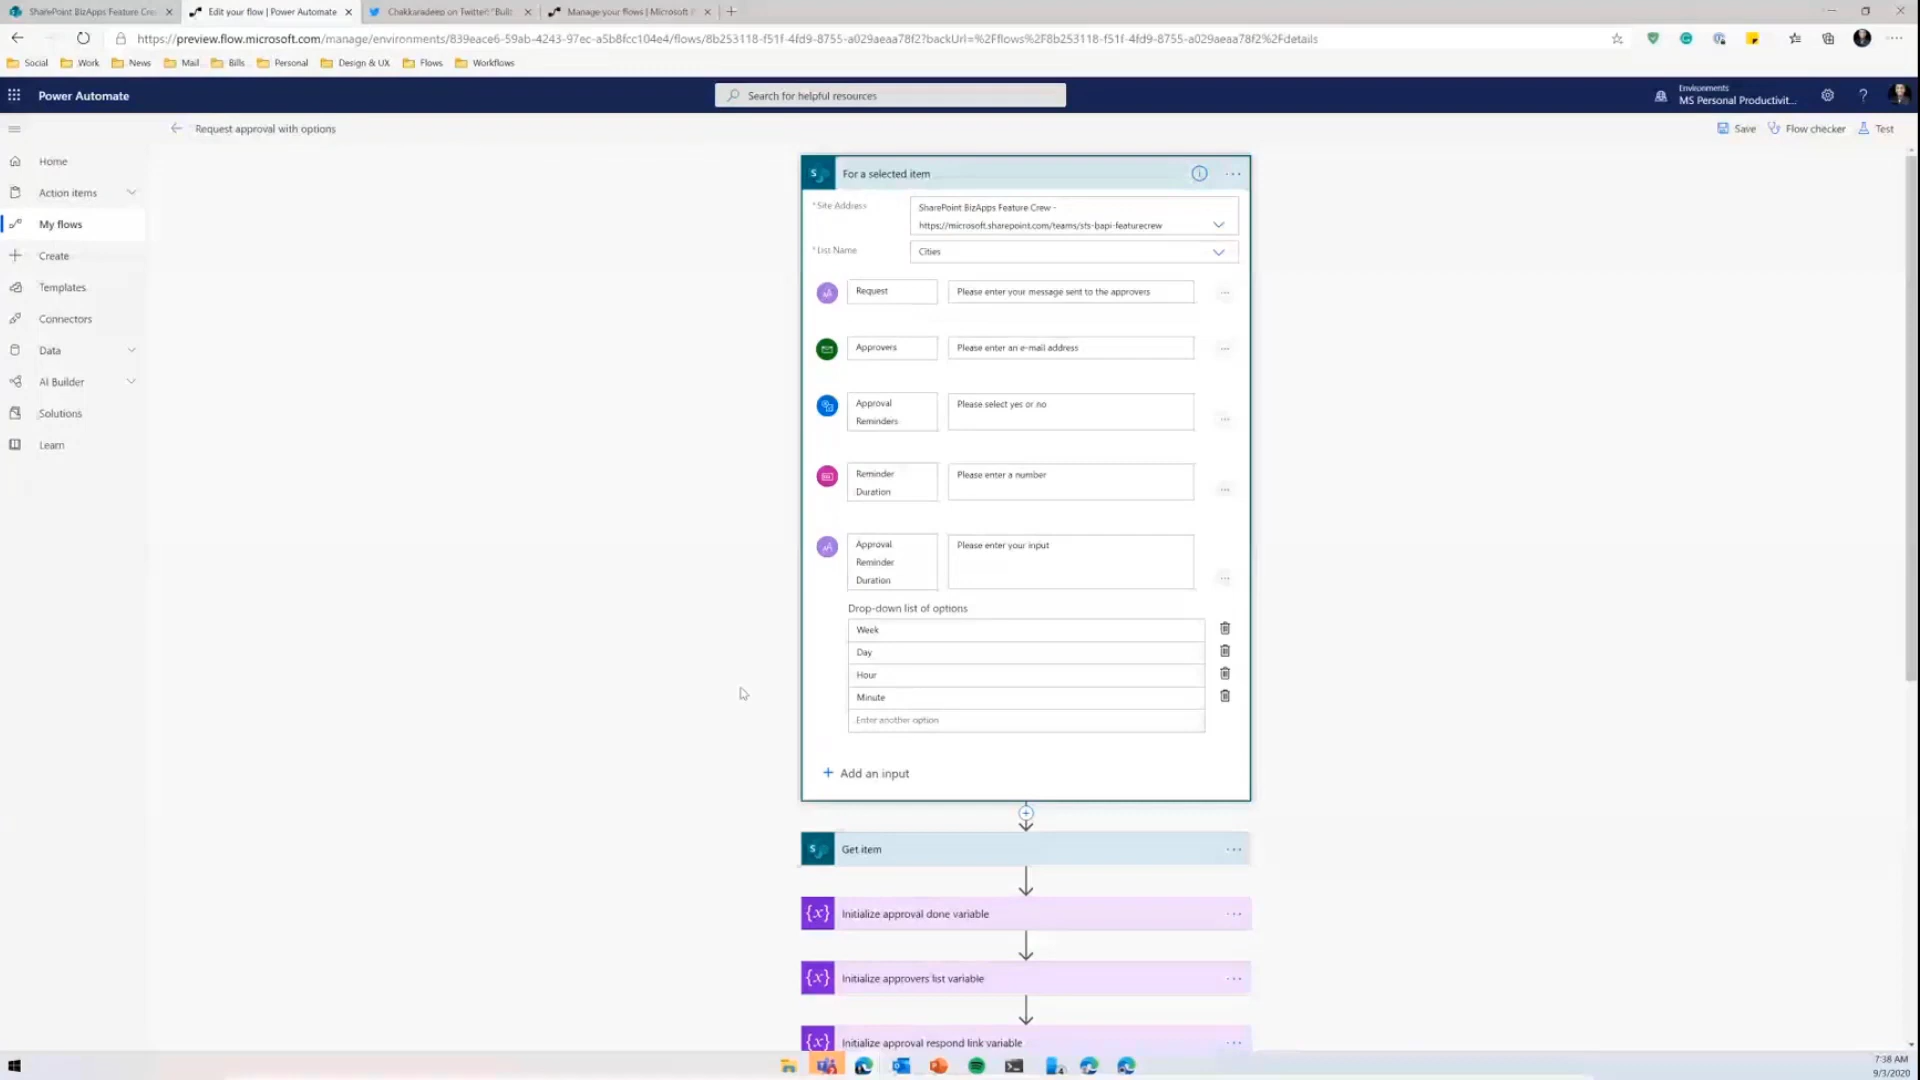 SharePoint BizApps Feature Cre
Edit your flow | Power Automate
Chakkaradeep on Twitter: "Built
Manage your flows | Microsoft P
https://preview.flow.microsoft.com/manage/environments/839eace6-59ab-4243-97ec-a5b8fcc104e4/flows/8b253118-f51f-4fd9-8755-a029aeaa78f2?backUrl=%2Fflows%2F8b253118-f51f-4fd9-8755-a029aeaa78f2%2Fdetails
Social Work News Mail Bills Personal Design & UX Flows Workflows
Power Automate
Search for helpful resources
Environments
MS Personal Productivit...
Request approval with options
Save Flow checker Test
Home
Action items
My flows
Create
Templates
Connectors
Data
AI Builder
Solutions
Learn
For a selected item
* Site Address
SharePoint BizApps Feature Crew -
https://microsoft.sharepoint.com/teams/sts-bapi-featurecrew
* List Name
Cities
Request
Please enter your message sent to the approvers
Approvers
Please enter an e-mail address
Approval
Reminders
Please select yes or no
Reminder
Duration
Please enter a number
Approval
Reminder
Duration
Please enter your input
Drop-down list of options
Week
Day
Hour
Minute
Enter another option
Add an input
Get item
Initialize approval done variable
Initialize approvers list variable
Initialize approval respond link variable
7:38 AM
9/3/2020